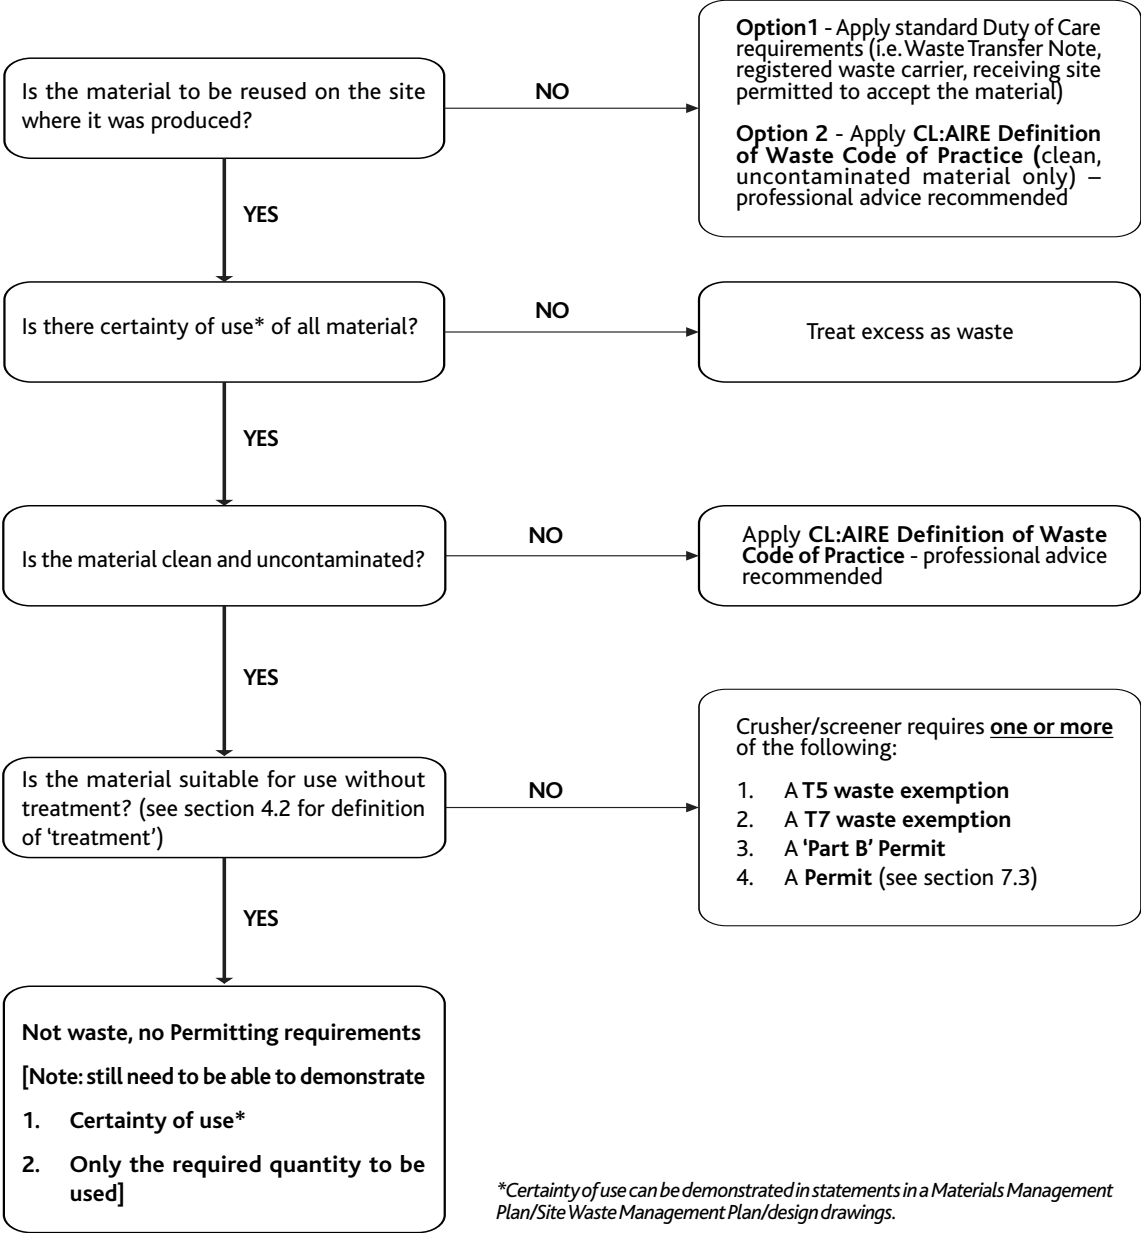 Is the material to be reused on the site
where it was produced?
NO
Option1 - Apply standard Duty of Care
requirements (i.e. Waste Transfer Note,
registered waste carrier, receiving site
permitted to accept the material)
Option 2 - Apply CL:AIRE Definition
of Waste Code of Practice (clean,
uncontaminated material only) –
professional advice recommended
YES
Is there certainty of use* of all material?
NO
Treat excess as waste
YES
Is the material clean and uncontaminated?
NO
Apply CL:AIRE Definition of Waste
Code of Practice - professional advice
recommended
YES
Is the material suitable for use without
treatment? (see section 4.2 for definition
of ‘treatment’)
NO
Crusher/screener requires one or more
of the following:
1. A T5 waste exemption
2. A T7 waste exemption
3. A ‘Part B’ Permit
4. A Permit (see section 7.3)
YES
Not waste, no Permitting requirements
[Note: still need to be able to demonstrate
1. Certainty of use*
2. Only the required quantity to be
used]
*Certainty of use can be demonstrated in statements in a Materials Management
Plan/Site Waste Management Plan/design drawings.